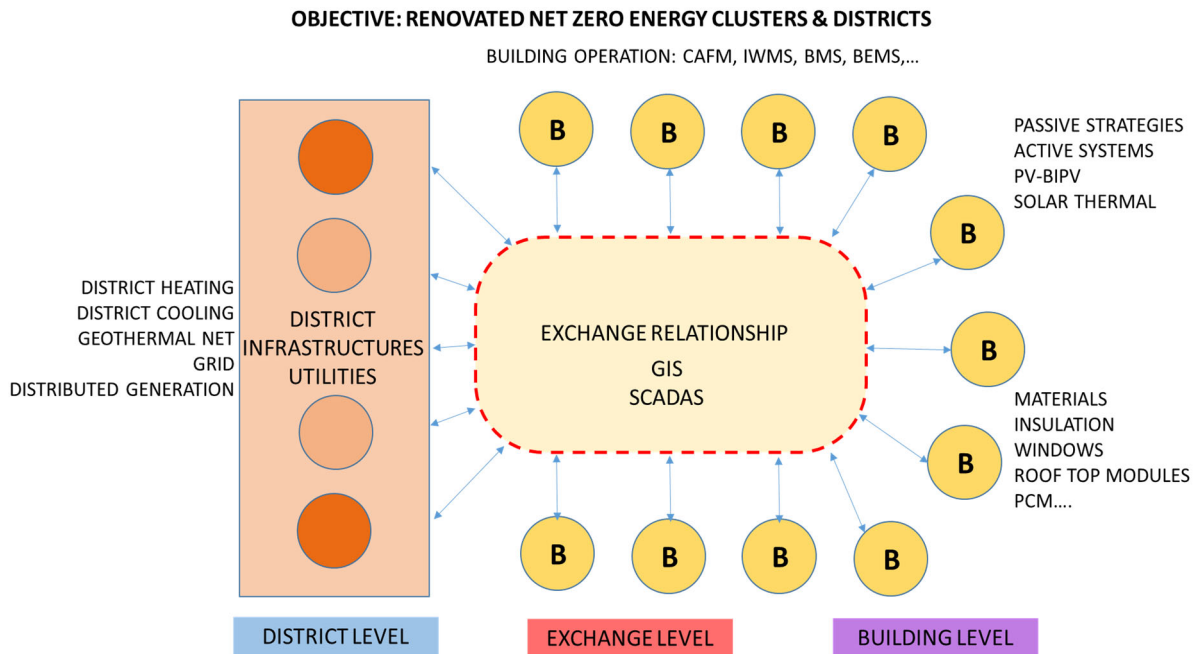 OBJECTIVE: RENOVATED NET ZERO ENERGY CLUSTERS & DISTRICTS
BUILDING OPERATION: CAFM, IWMS, BMS, BEMS,...
B
B
B
B
PASSIVE STRATEGIES
ACTIVE SYSTEMS
PV-BIPV
SOLAR THERMAL
B
DISTRICT HEATING
DISTRICT COOLING
GEOTHERMAL NET
GRID
DISTRIBUTED GENERATION
DISTRICT
INFRASTRUCTURES
UTILITIES
EXCHANGE RELATIONSHIP
GIS
SCADAS
B
MATERIALS
INSULATION
WINDOWS
ROOF TOP MODULES
PCM....
B
B
B
B
B
DISTRICT LEVEL
EXCHANGE LEVEL
BUILDING LEVEL